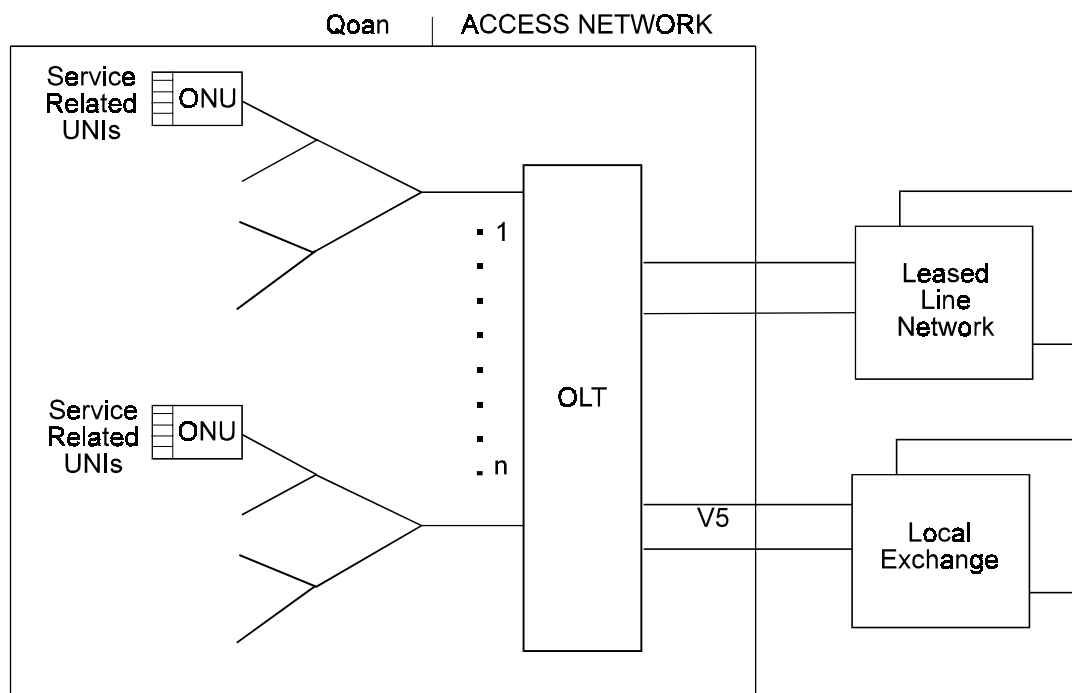 Qoan ACCESS NETWORK
Service
Related
UNIs
ONU
1
Leased
Line
Network
OLT
Service
Related
UNIs
ONU
n
V5
Local
Exchange